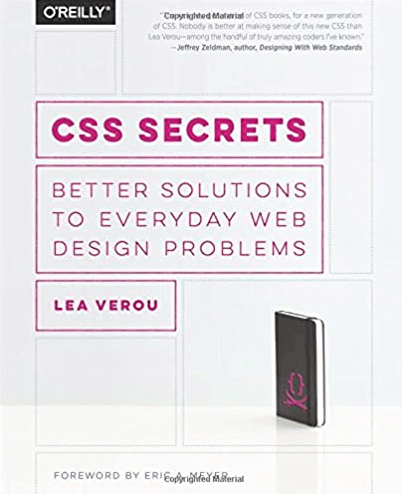 O'REILLY®
Copyrighted Material
of CSS books, for a new generation
of CSS. Nobody is better at making sense of this new CSS than
Lea Verou—among the handful of truly amazing coders I've known."
—Jeffrey Zeldman, author, Designing With Web Standards
CSS SECRETS
BETTER SOLUTIONS
TO EVERYDAY WEB
DESIGN PROBLEMS
LEA VEROU
FOREWORD BY ERIC A. MEYER
Copyrighted Material